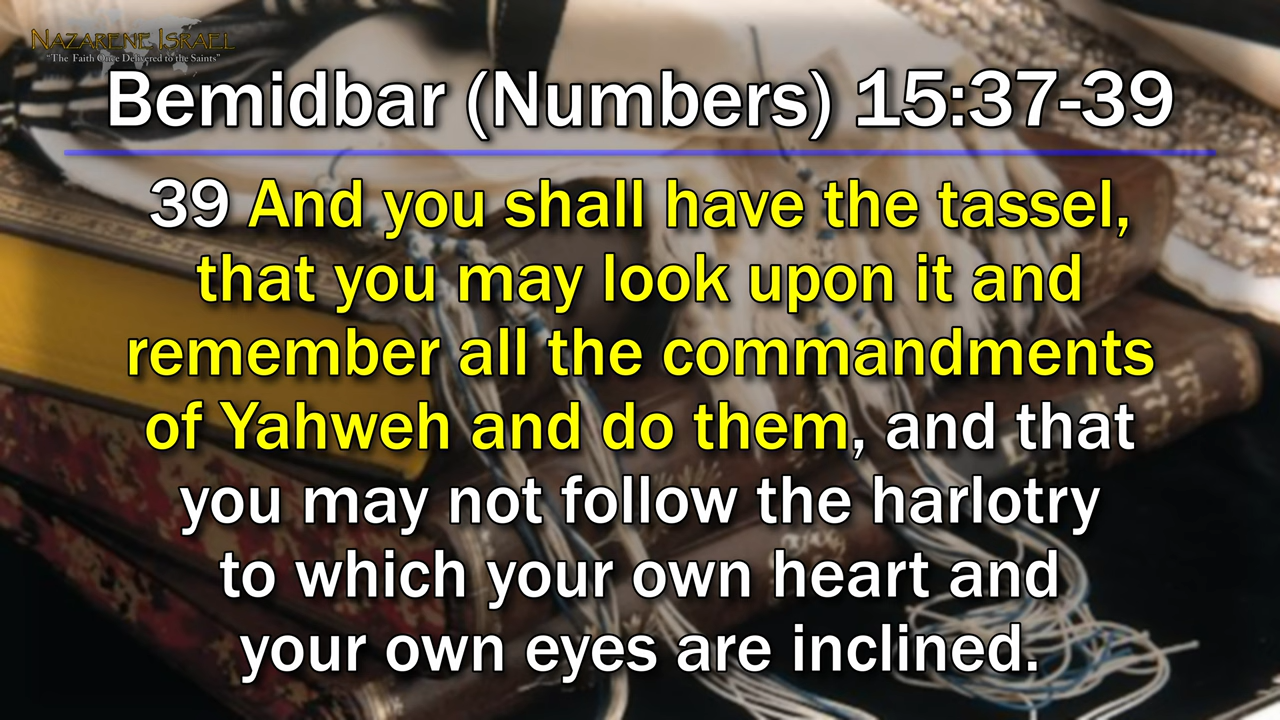 NAZARENE ISRAEL
"The Faith Once Delivered to the Saints"
Bemidbar (Numbers) 15:37-39
39 And you shall have the tassel,
that you may look upon it and
remember all the commandments
of Yahweh and do them, and that
you may not follow the harlotry
to which your own heart and
your own eyes are inclined.